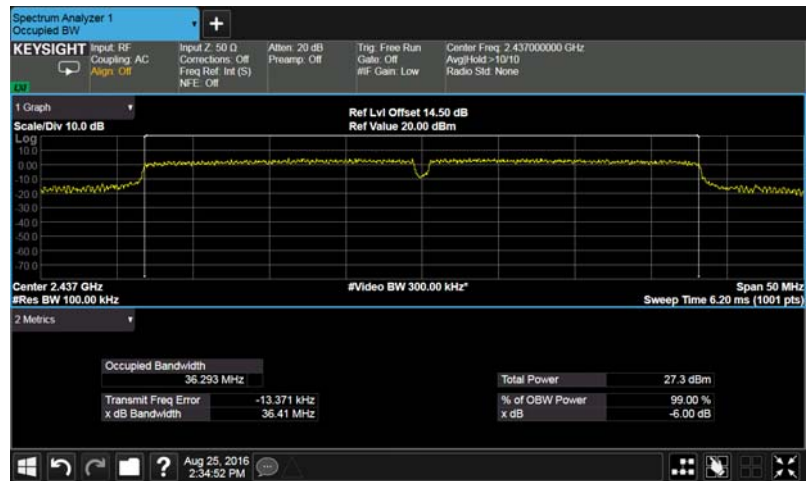 Spectrum Analyzer 1
Occupied BW
+
KEYSIGHT
Input: RF
Coupling: AC
Align: Off
Input Z: 50 Ω
Corrections: Off
Freq Ref: Int (S)
NFE: Off
Atten: 20 dB
Preamp: Off
Trig: Free Run
Gate: Off
#IF Gain: Low
Center Freq: 2.437000000 GHz
Avg|Hold:>10/10
Radio Std: None
LXI
1 Graph
Scale/Div 10.0 dB
Ref Lvl Offset 14.50 dB
Ref Value 20.00 dBm
Log
10.0
0.00
-10.0
-20.0
-30.0
-40.0
-50.0
-60.0
-70.0
Center 2.437 GHz
#Video BW 300.00 kHz*
Span 50 MHz
#Res BW 100.00 kHz
Sweep Time 6.20 ms (1001 pts)
2 Metrics
Occupied Bandwidth
36.293 MHz
Total Power 27.3 dBm
Transmit Freq Error -13.371 kHz
% of OBW Power 99.00 %
x dB Bandwidth 36.41 MHz
x dB -6.00 dB
?
Aug 25, 2016
2:34:52 PM